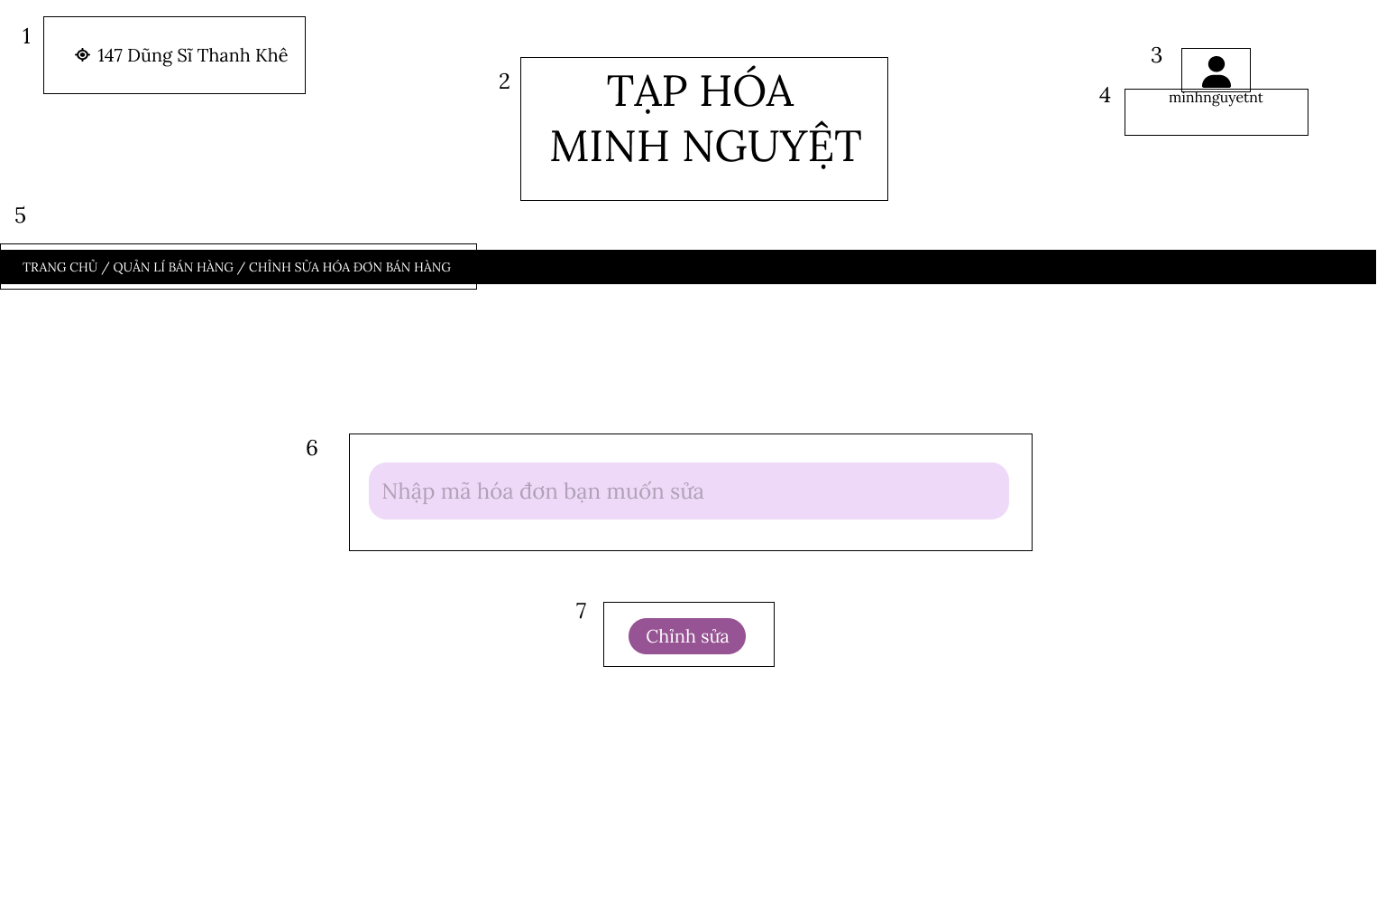 1
147 Dũng Sĩ Thanh Khê
2
TẠP HÓA
MINH NGUYỆT
3
4
minhnguyetnt
5
TRANG CHỦ / QUẢN LÍ BÁN HÀNG / CHỈNH SỬA HÓA ĐƠN BÁN HÀNG
6
Nhập mã hóa đơn bạn muốn sửa
7
Chỉnh sửa